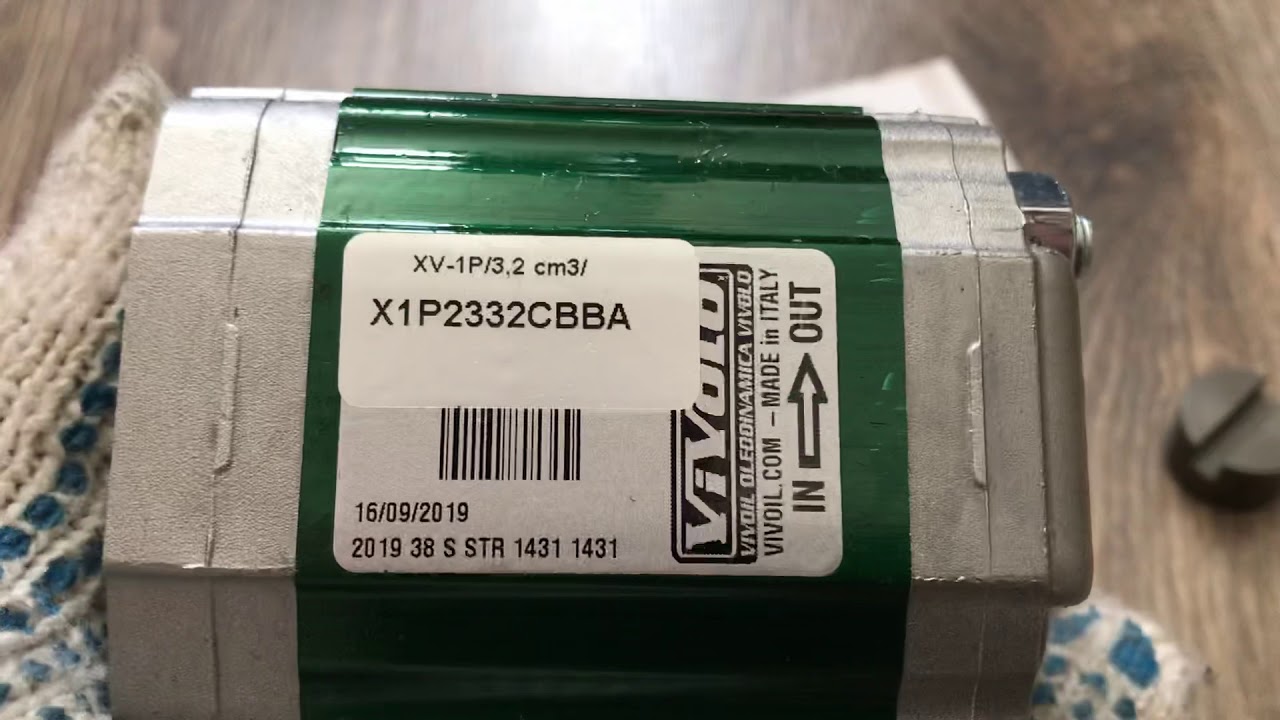 XV-1P/3,2 cm3/
X1P2332CBBA
16/09/2019
2019 38 S STR 1431 1431
VIVOLO
VIVOIL OLEODINAMICA VIVOLO
VIVOIL.COM - MADE in ITALY
IN OUT